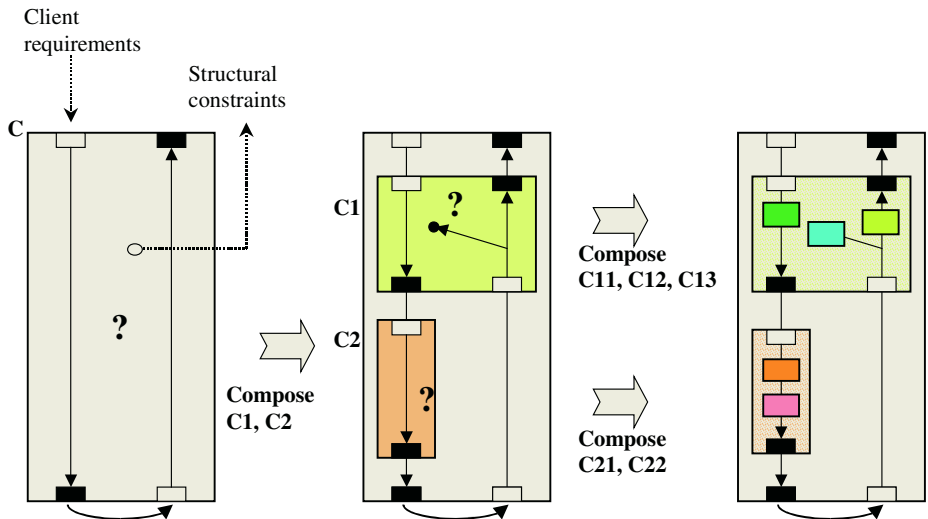 Client
requirements
Structural
constraints
C
?
Compose
C1, C2
C1
?
C2
?
Compose
C11, C12, C13
Compose
C21, C22